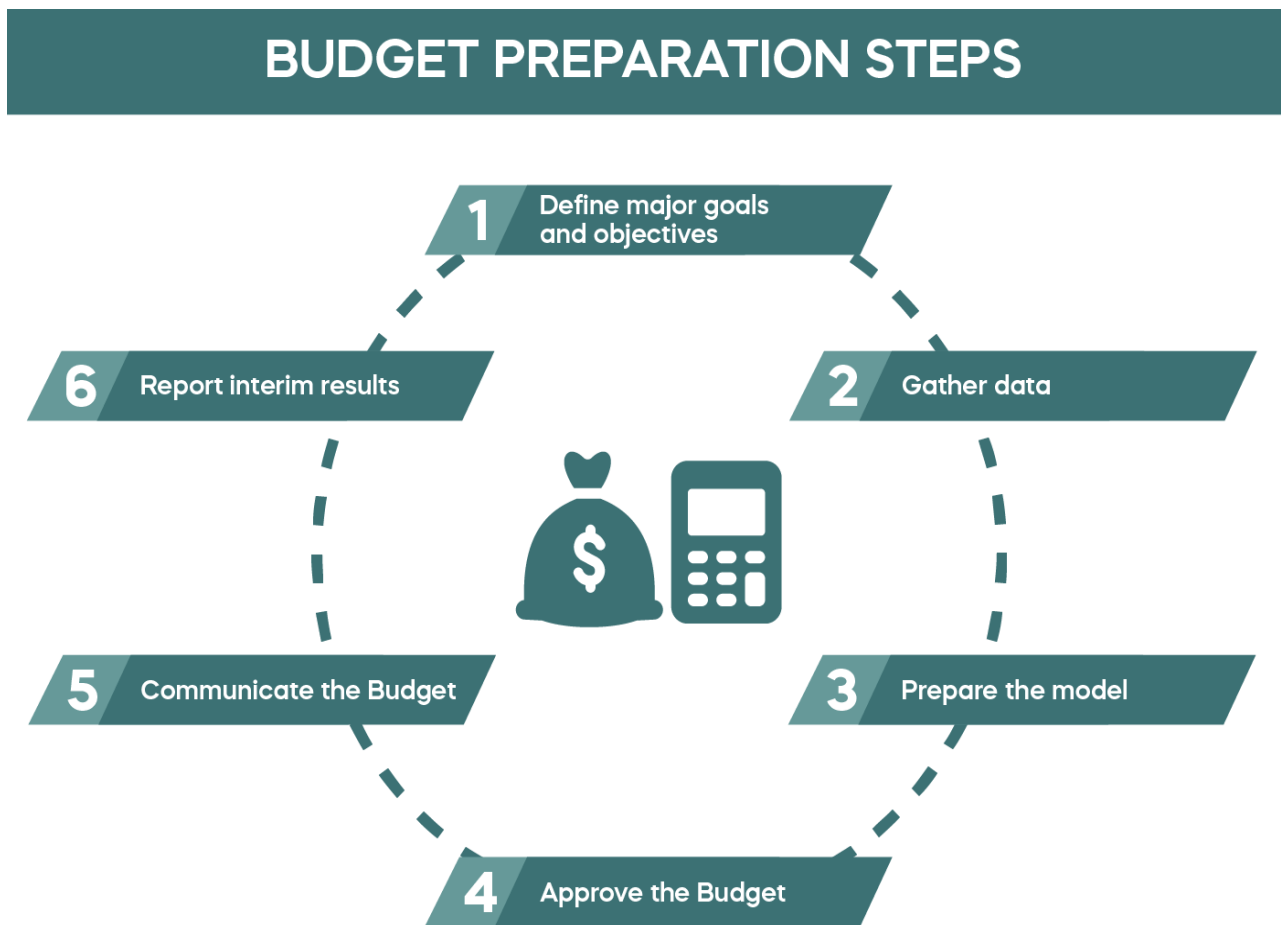 BUDGET PREPARATION STEPS
1
Define major goals
and objectives
2
Gather data
3
Prepare the model
4
Approve the Budget
5
Communicate the Budget
6
Report interim results
$